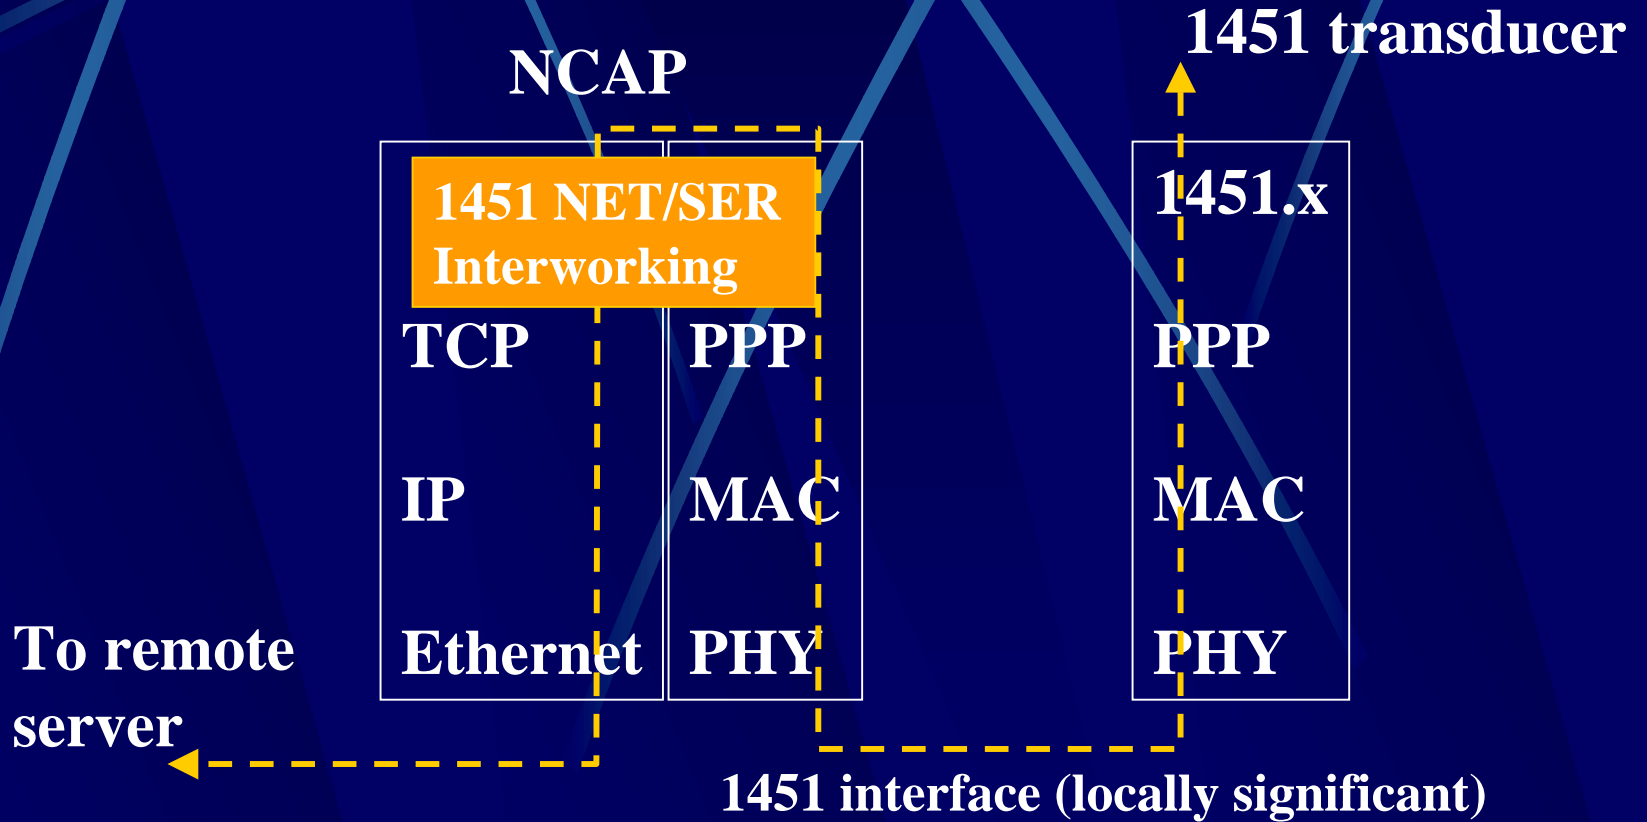 1451 transducer
NCAP
1451 NET/SER
Interworking
1451.x
TCP
PPP
PPP
IP
MAC
MAC
Ethernet
PHY
PHY
To remote
server
1451 interface (locally significant)